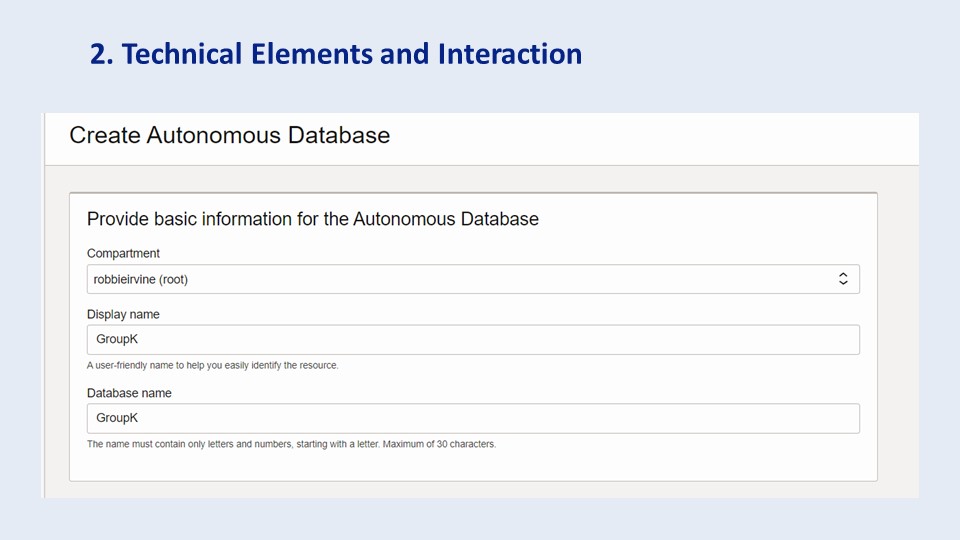 2. Technical Elements and Interaction
Create Autonomous Database
Provide basic information for the Autonomous Database
Compartment
robbieirvine (root)
Display name
GroupK
A user-friendly name to help you easily identify the resource.
Database name
GroupK
The name must contain only letters and numbers, starting with a letter. Maximum of 30 characters.